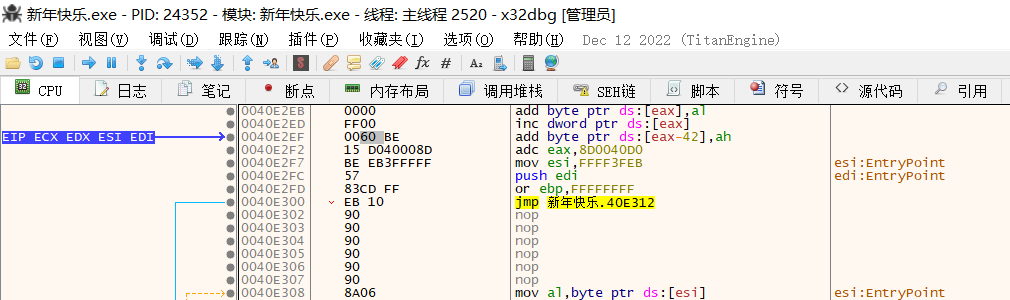 新年快乐.exe - PID: 24352 - 模块: 新年快乐.exe - 线程: 主线程 2520 - x32dbg [管理员]
文件(F) 视图(V) 调试(D) 跟踪(N) 插件(P) 收藏夹(I) 选项(O) 帮助(H) Dec 12 2022 (TitanEngine)
CPU 日志 笔记 断点 内存布局 调用堆栈 SEH链 脚本 符号 源代码 引用
0040E2EB 0000 add byte ptr ds:[eax],al
0040E2ED FF00 inc dword ptr ds:[eax]
EIP ECX EDX ESI EDI 0040E2EF 0060 BE add byte ptr ds:[eax-42],ah
0040E2F2 15 D040008D adc eax,8D0040D0
0040E2F7 BE EB3FFFFF mov esi,FFFF3FEB esi:EntryPoint
0040E2FC 57 push edi edi:EntryPoint
0040E2FD 83CD FF or ebp,FFFFFFFF
0040E300 EB 10 jmp 新年快乐.40E312
0040E302 90 nop
0040E303 90 nop
0040E304 90 nop
0040E305 90 nop
0040E306 90 nop
0040E307 90 nop
0040E308 8A06 mov al,byte ptr ds:[esi] esi:EntryPoint